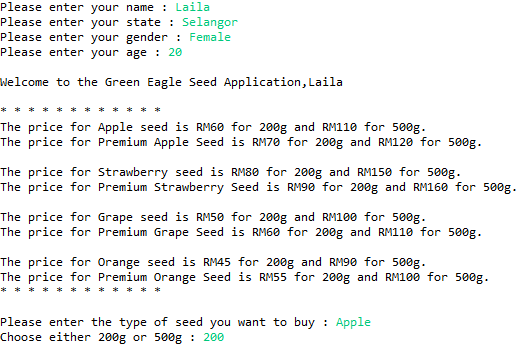 Please enter your name : Laila
Please enter your state : Selangor
Please enter your gender : Female
Please enter your age : 20
Welcome to the Green Eagle Seed Application,Laila
* * * * * * * * * * * *
The price for Apple seed is RM60 for 200g and RM110 for 500g.
The price for Premium Apple Seed is RM70 for 200g and RM120 for 500g.
The price for Strawberry seed is RM80 for 200g and RM150 for 500g.
The price for Premium Strawberry Seed is RM90 for 200g and RM160 for 500g.
The price for Grape seed is RM50 for 200g and RM100 for 500g.
The price for Premium Grape Seed is RM60 for 200g and RM110 for 500g.
The price for Orange seed is RM45 for 200g and RM90 for 500g.
The price for Premium Orange Seed is RM55 for 200g and RM100 for 500g.
* * * * * * * * * * * *
Please enter the type of seed you want to buy : Apple
Choose either 200g or 500g : 200